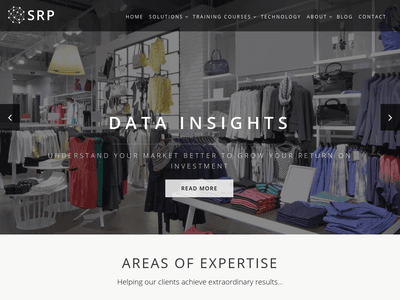 SRP
HOME SOLUTIONS TRAINING COURSES TECHNOLOGY ABOUT BLOG CONTACT
DATA INSIGHTS
UNDERSTAND YOUR MARKET BETTER TO GROW YOUR RETURN ON
INVESTMENT
READ MORE
AREAS OF EXPERTISE
Helping our clients achieve extraordinary results...